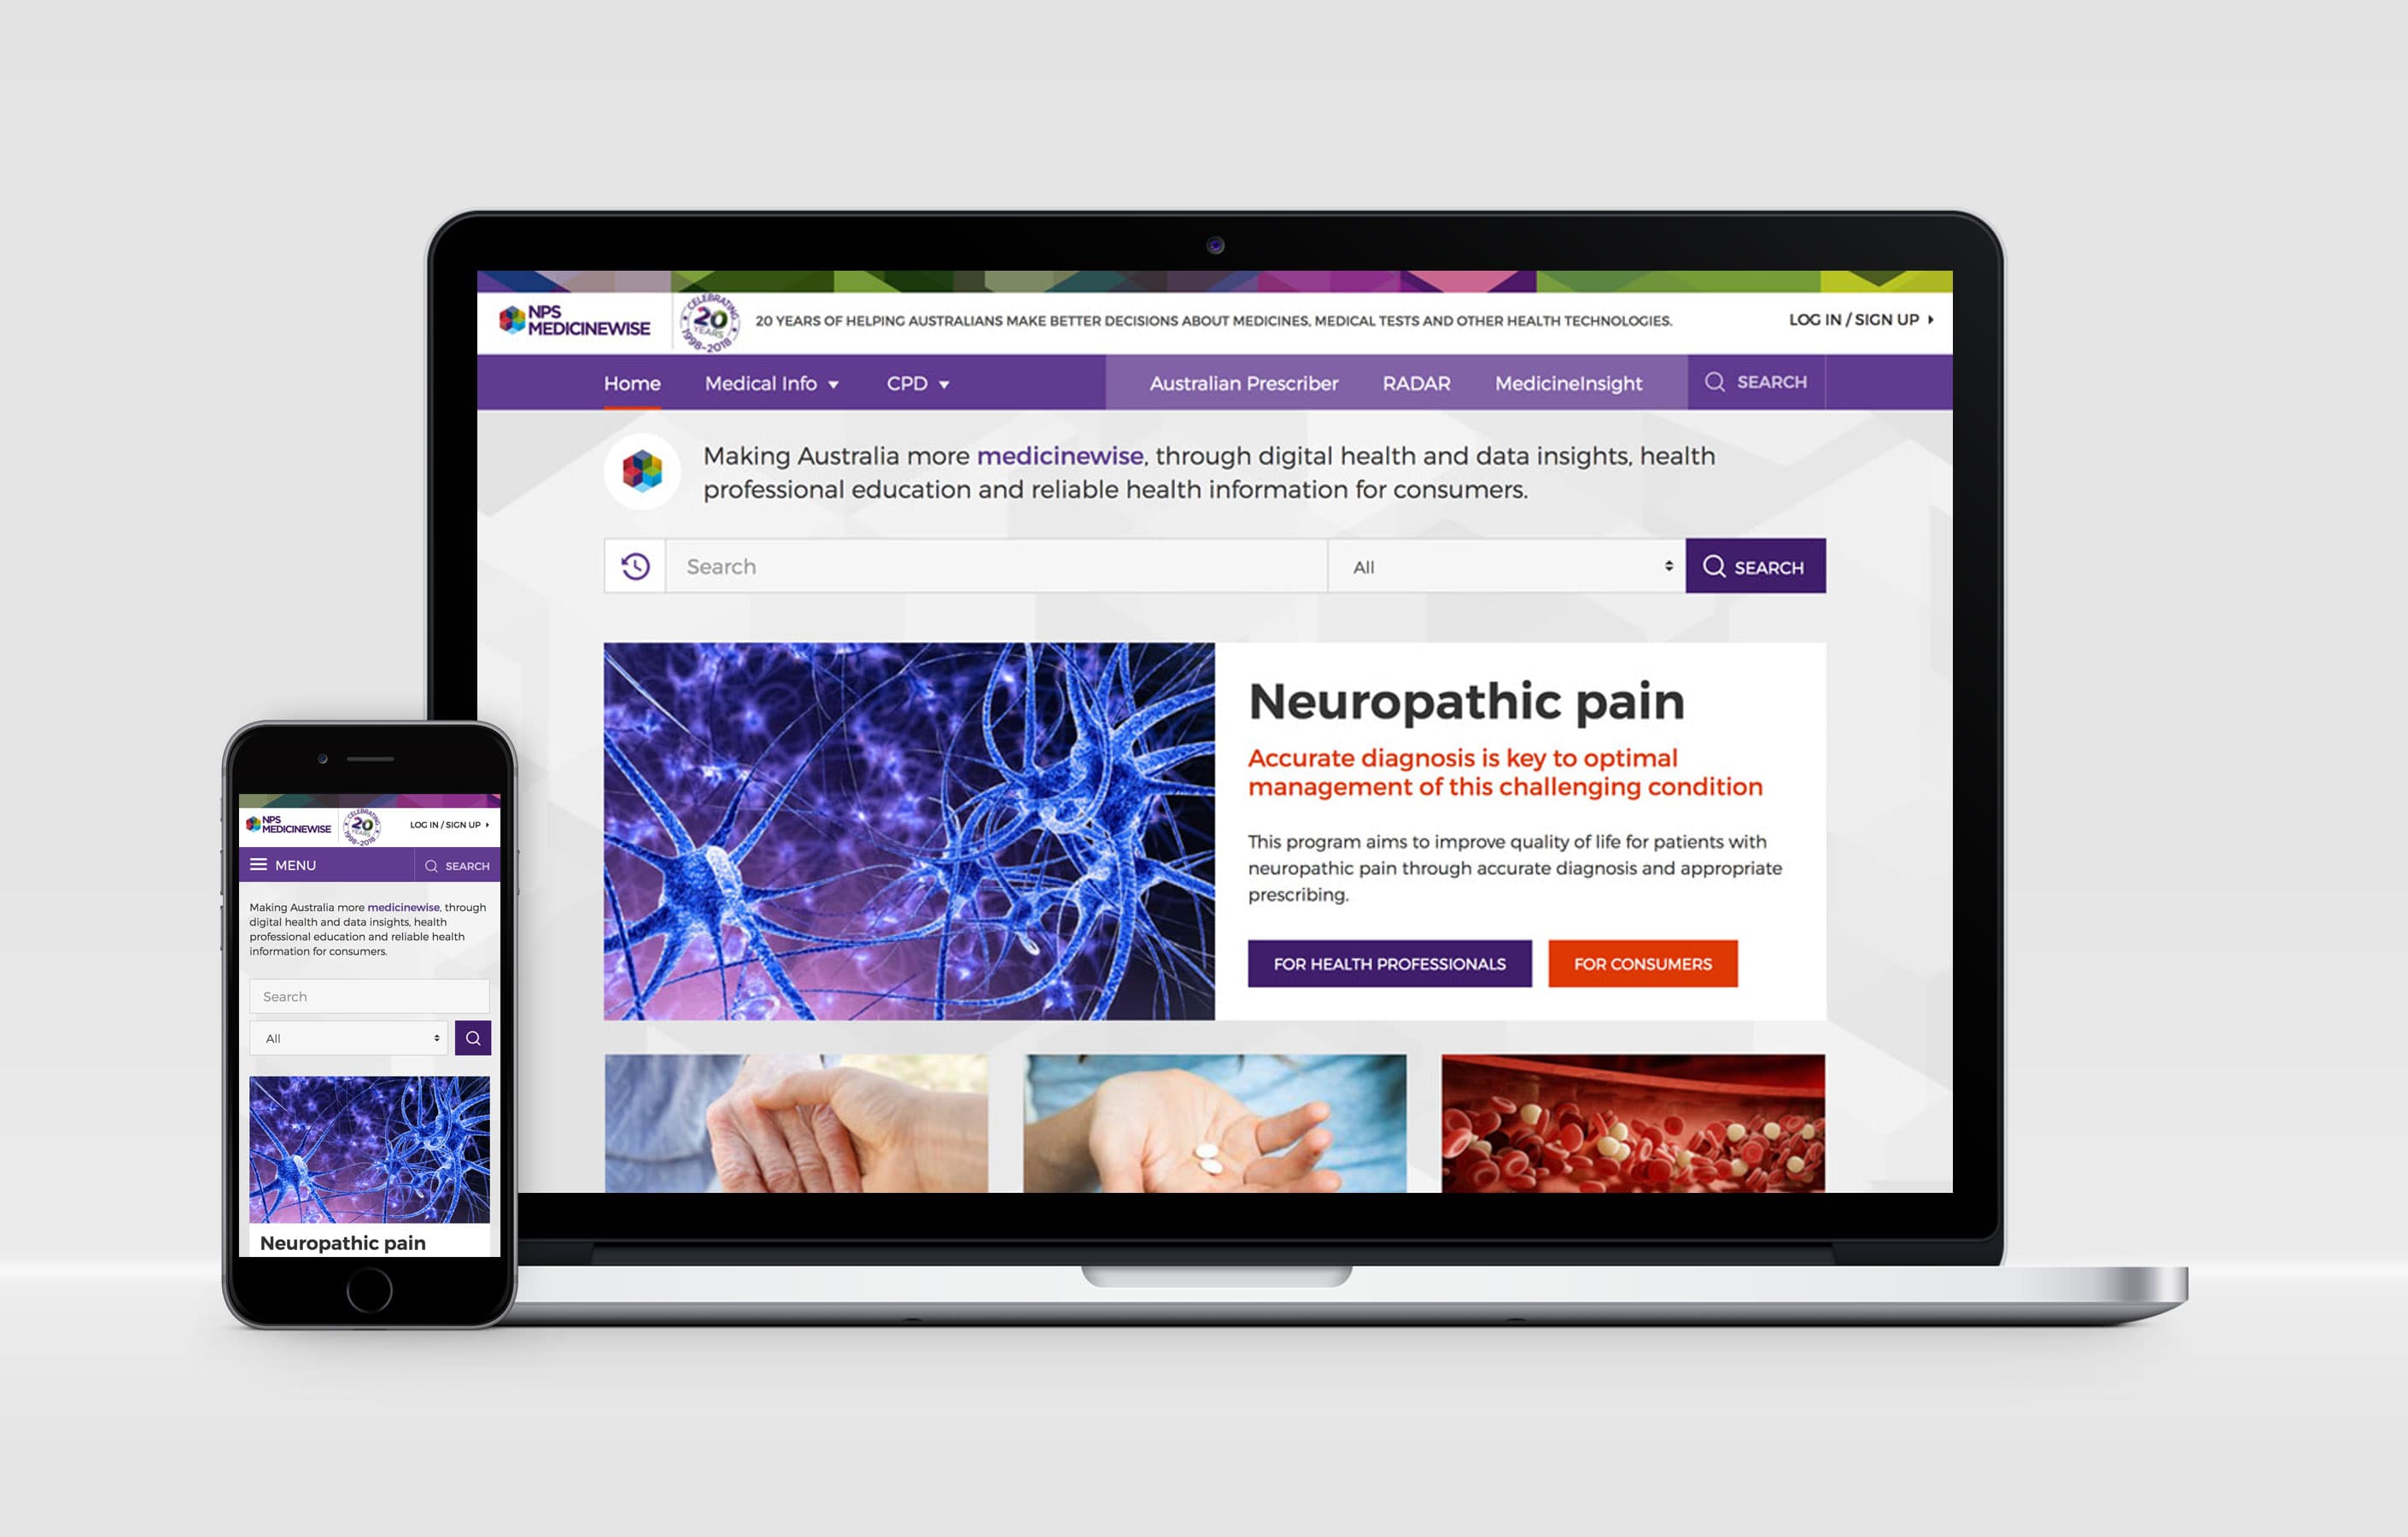 NPS
MEDICINEWISE
CELEBRATING
20
YEARS
1998-2018
20 YEARS OF HELPING AUSTRALIANS MAKE BETTER DECISIONS ABOUT MEDICINES, MEDICAL TESTS AND OTHER HEALTH TECHNOLOGIES.
LOG IN / SIGN UP
Home Medical Info CPD Australian Prescriber RADAR MedicineInsight SEARCH
Making Australia more medicinewise, through digital health and data insights, health
professional education and reliable health information for consumers.
Search All SEARCH
Neuropathic pain
Accurate diagnosis is key to optimal
management of this challenging condition
This program aims to improve quality of life for patients with
neuropathic pain through accurate diagnosis and appropriate
prescribing.
FOR HEALTH PROFESSIONALS FOR CONSUMERS
NPS
MEDICINEWISE
CELEBRATING
20
YEARS
1998-2018
LOG IN / SIGN UP
MENU SEARCH
Making Australia more medicinewise, through
digital health and data insights, health
professional education and reliable health
information for consumers.
Search
All
Neuropathic pain